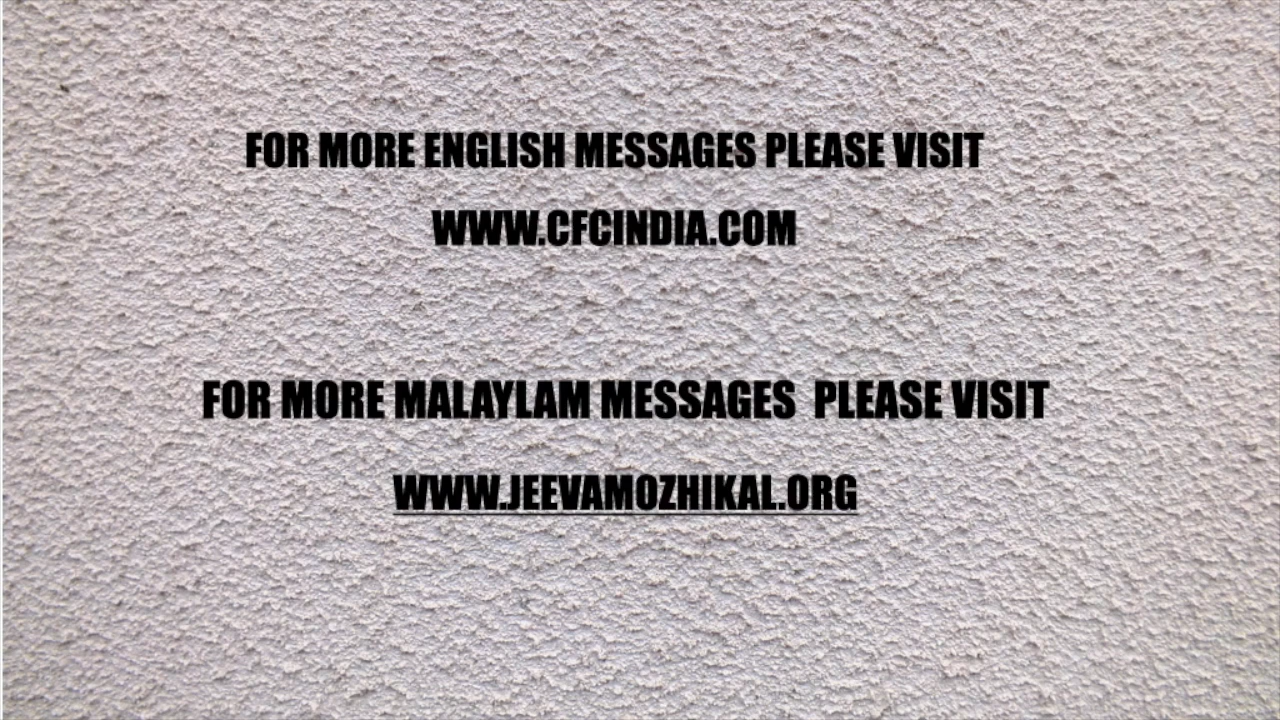 FOR MORE ENGLISH MESSAGES PLEASE VISIT
WWW.CFCINDIA.COM
FOR MORE MALAYLAM MESSAGES PLEASE VISIT
WWW.JEEVAMOZHIKAL.ORG